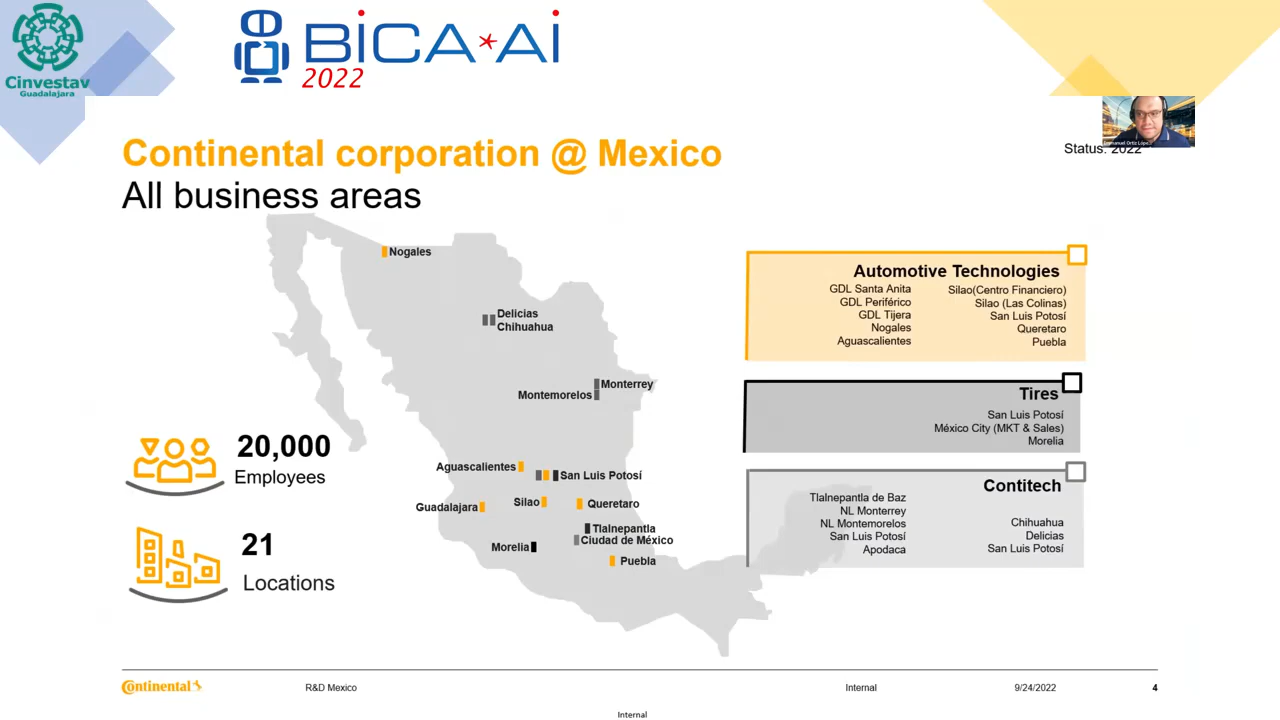 Cinvestav
Guadalajara
BiCA*Ai
2022
Continental corporation @ Mexico
All business areas
Status: 2022
Emmanuel Ortiz López
Nogales
Delicias
Chihuahua
Monterrey
Montemorelos
Aguascalientes
San Luis Potosí
Guadalajara
Silao
Queretaro
Tlalnepantla
Ciudad de México
Morelia
Puebla
20,000
Employees
21
Locations
Automotive Technologies
GDL Santa Anita
GDL Periférico
GDL Tijera
Nogales
Aguascalientes
Silao(Centro Financiero)
Silao (Las Colinas)
San Luis Potosí
Queretaro
Puebla
Tires
San Luis Potosí
México City (MKT & Sales)
Morelia
Contitech
Tlalnepantla de Baz
NL Monterrey
NL Montemorelos
San Luis Potosí
Apodaca
Chihuahua
Delicias
San Luis Potosí
Continental
R&D Mexico
Internal
9/24/2022
4
Internal